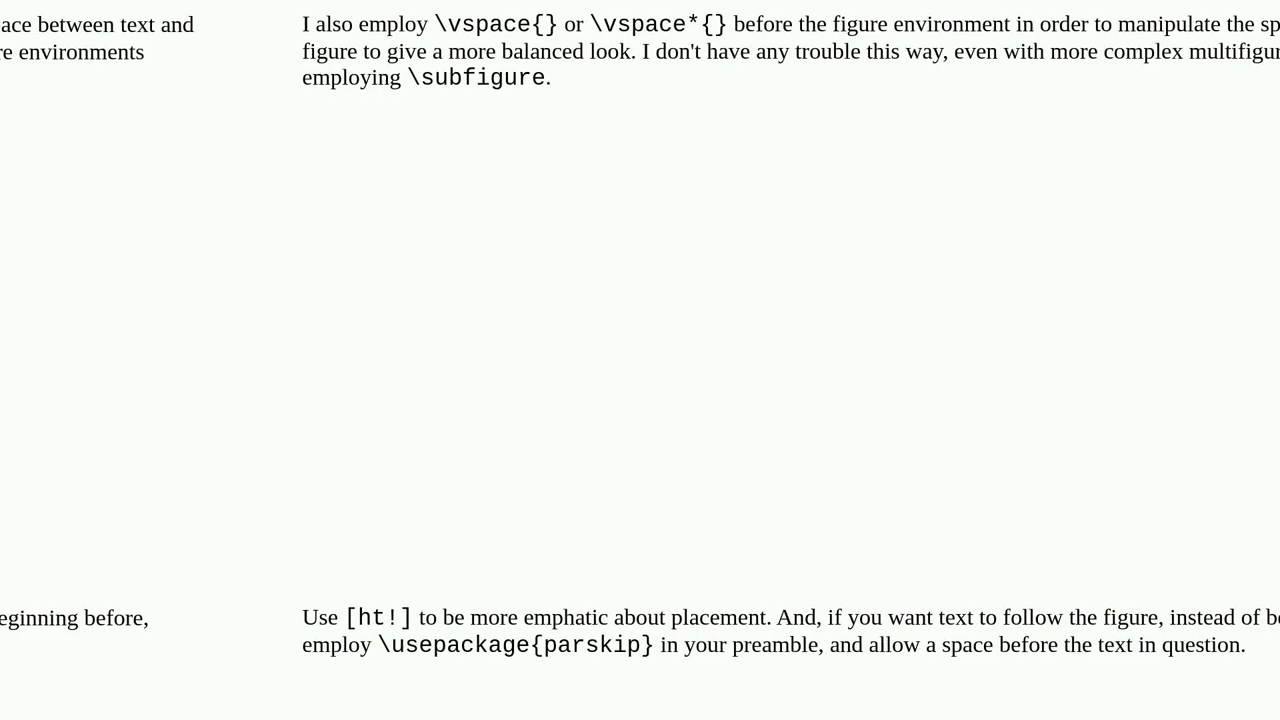 ace between text and
re environments
I also employ \vspace{} or \vspace*{} before the figure environment in order to manipulate the sp
figure to give a more balanced look. I don't have any trouble this way, even with more complex multifigur
employing \subfigure.
eginning before,
Use [ht!] to be more emphatic about placement. And, if you want text to follow the figure, instead of be
employ \usepackage{parskip} in your preamble, and allow a space before the text in question.